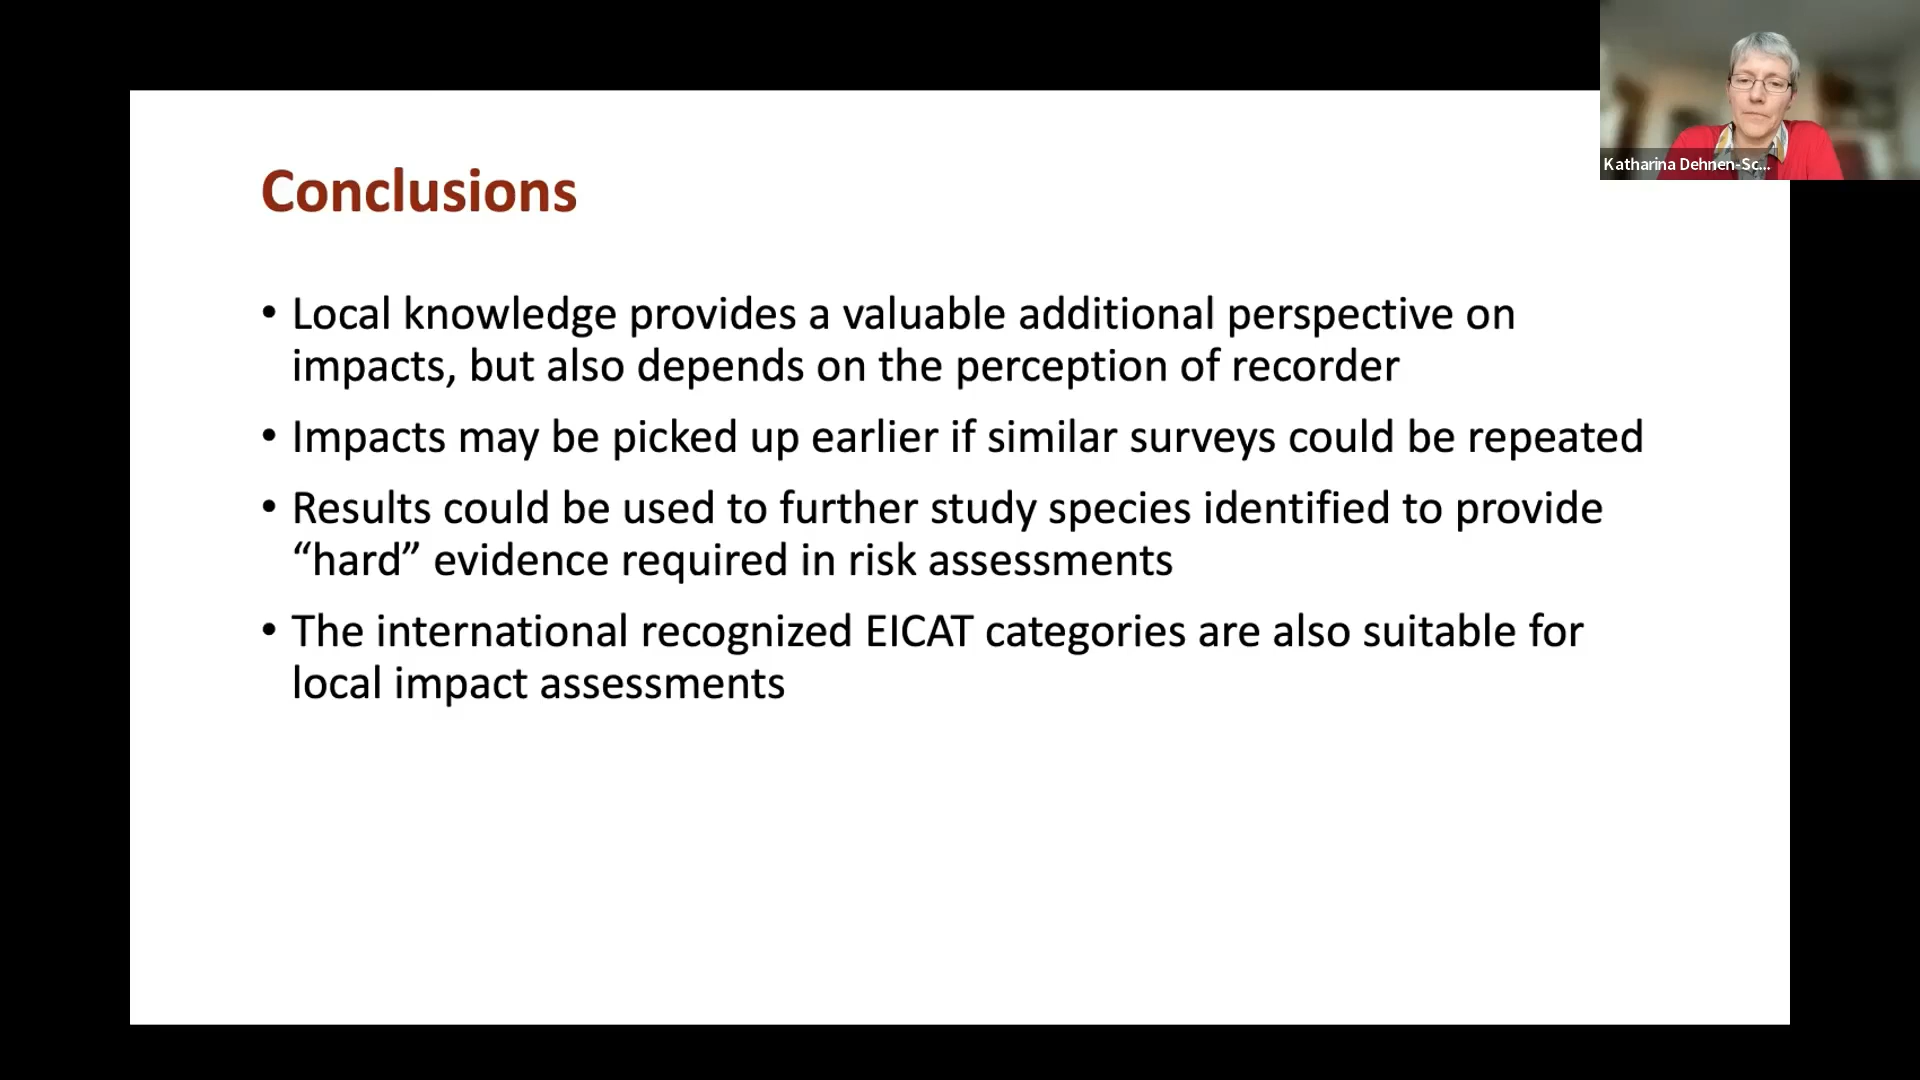 Katharina Dehnen-Sc...
Conclusions
• Local knowledge provides a valuable additional perspective on
impacts, but also depends on the perception of recorder
• Impacts may be picked up earlier if similar surveys could be repeated
• Results could be used to further study species identified to provide
“hard” evidence required in risk assessments
• The international recognized EICAT categories are also suitable for
local impact assessments